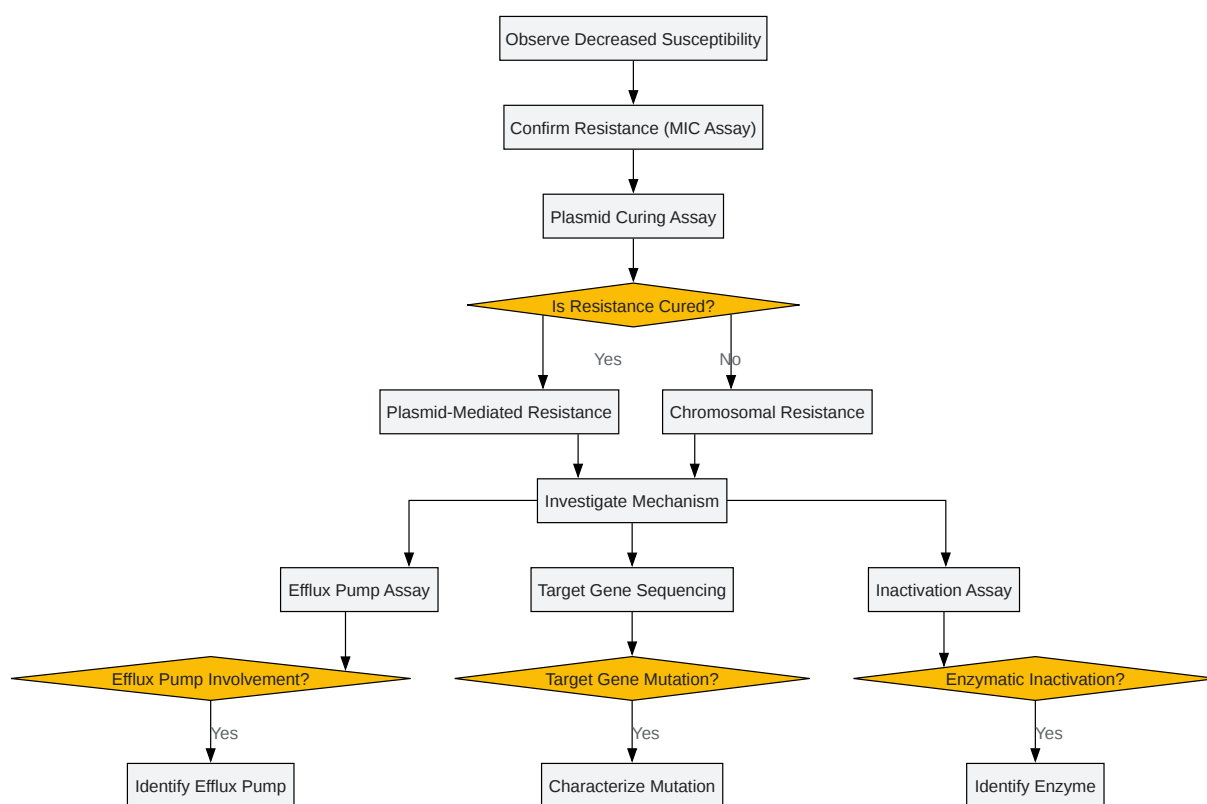 Observe Decreased Susceptibility
Confirm Resistance (MIC Assay)
Plasmid Curing Assay
Is Resistance Cured?
Yes
No
Plasmid-Mediated Resistance
Chromosomal Resistance
Investigate Mechanism
Efflux Pump Assay
Target Gene Sequencing
Inactivation Assay
Efflux Pump Involvement?
Target Gene Mutation?
Enzymatic Inactivation?
Yes
Yes
Yes
Identify Efflux Pump
Characterize Mutation
Identify Enzyme